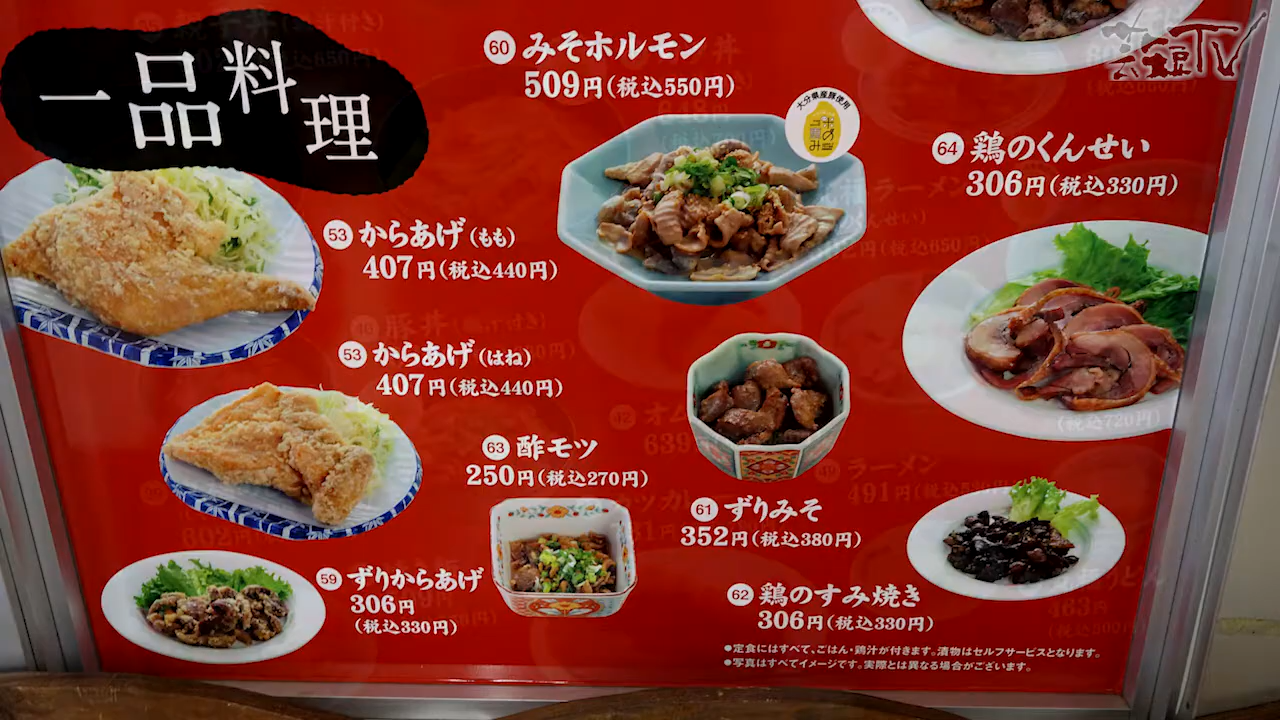 一品料理
60 みそホルモン
509円(税込550円)
大分県産豚使用
米の恵み
64 鶏のくんせい
306円(税込330円)
53 からあげ(もも)
407円(税込440円)
53 からあげ(はね)
407円(税込440円)
63 酢モツ
250円(税込270円)
61 ずりみそ
352円(税込380円)
59 ずりからあげ
306円
(税込330円)
62 鶏のすみ焼き
306円(税込330円)
●定食にはすべて、ごはん・鶏汁が付きます。漬物はセルフサービスとなります。
●写真はすべてイメージです。実際とは異なる場合がございます。